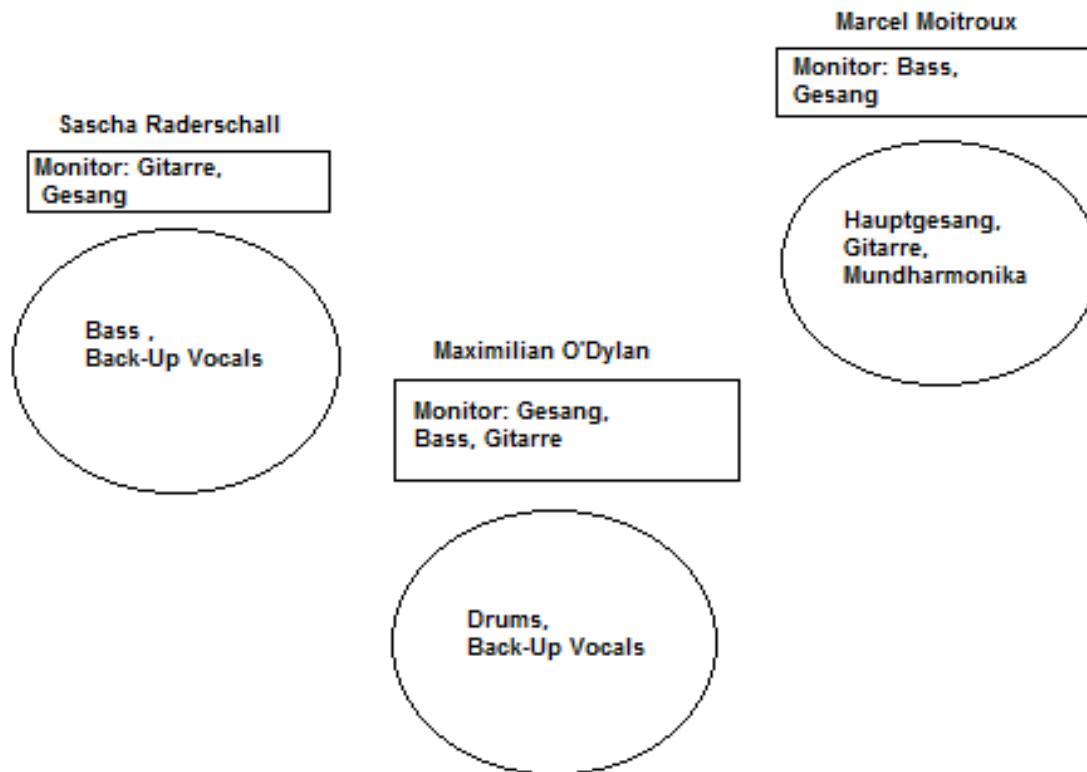 Marcel Moitroux
Monitor: Bass,
Gesang
Hauptgesang,
Gitarre,
Mundharmonika
Sascha Raderschall
Monitor: Gitarre,
Gesang
Bass ,
Back-Up Vocals
Maximilian O'Dylan
Monitor: Gesang,
Bass, Gitarre
Drums,
Back-Up Vocals